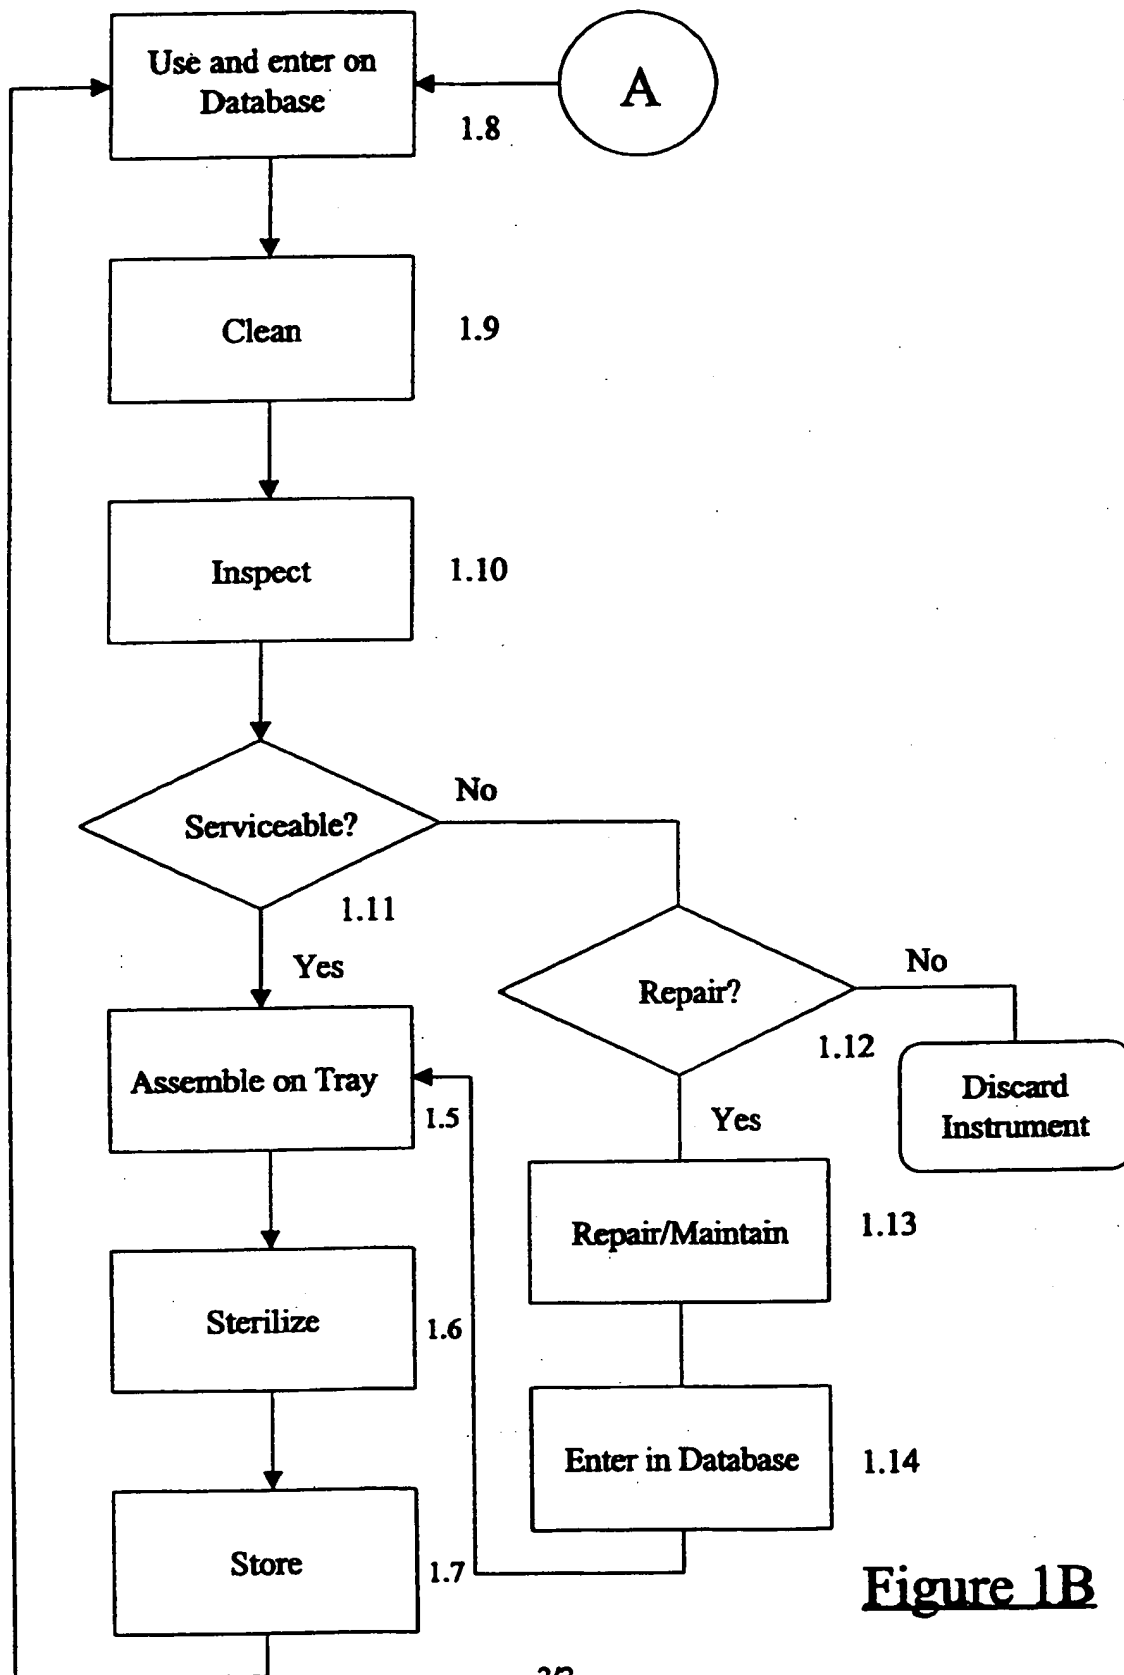 Use and enter on
Database
A
1.8
Clean
1.9
Inspect
1.10
Serviceable?
No
1.11
Yes
Repair?
No
1.12
Discard
Instrument
Assemble on Tray
1.5
Yes
Repair/Maintain
1.13
Sterilize
1.6
Enter in Database
1.14
Store
1.7
Figure 1B